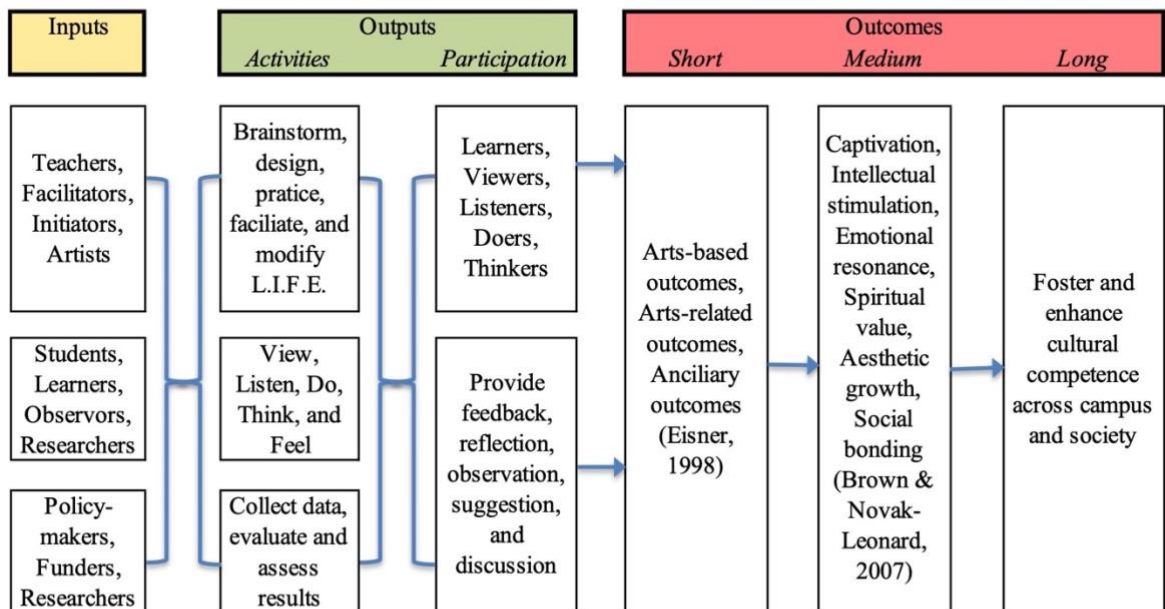 Inputs
Outputs
Activities
Participation
Outcomes
Short
Medium
Long
Teachers,
Facilitators,
Initiators,
Artists
Students,
Learners,
Observors,
Researchers
Policy-
makers,
Funders,
Researchers
Brainstorm,
design,
pratice,
faciliate, and
modify
L.I.F.E.
View,
Listen, Do,
Think, and
Feel
Collect data,
evaluate and
assess
results
Learners,
Viewers,
Listeners,
Doers,
Thinkers
Provide
feedback,
reflection,
observation,
suggestion,
and
discussion
Arts-based
outcomes,
Arts-related
outcomes,
Ancillary
outcomes
(Eisner,
1998)
Captivation,
Intellectual
stimulation,
Emotional
resonance,
Spiritual
value,
Aesthetic
growth,
Social
bonding
(Brown &
Novak-
Leonard,
2007)
Foster and
enhance
cultural
competence
across campus
and society